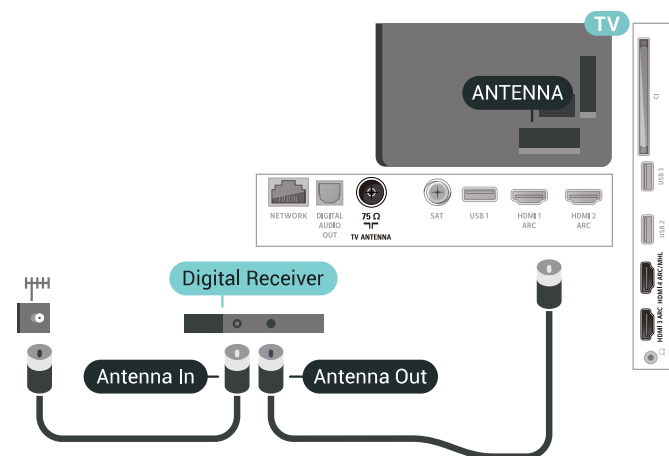 TV
ANTENNA
CI
USB 3
USB 2
HDMI 4 ARC/MHL
HDMI 3 ARC
NETWORK
DIGITAL
AUDIO
OUT
75 Ω
TV ANTENNA
SAT
USB 1
HDMI 1
ARC
HDMI 2
ARC
Digital Receiver
Antenna In
Antenna Out